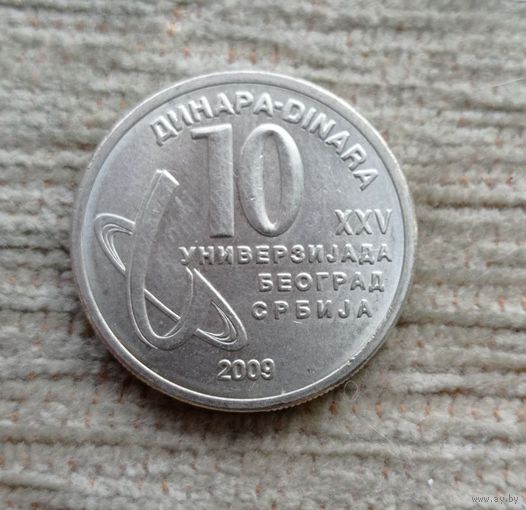 ДИНАРА-DINARA
10
XXV
УНИВЕРЗИЈАДА
БЕОГРАД
СРБИЈА
2009
www.ay.by